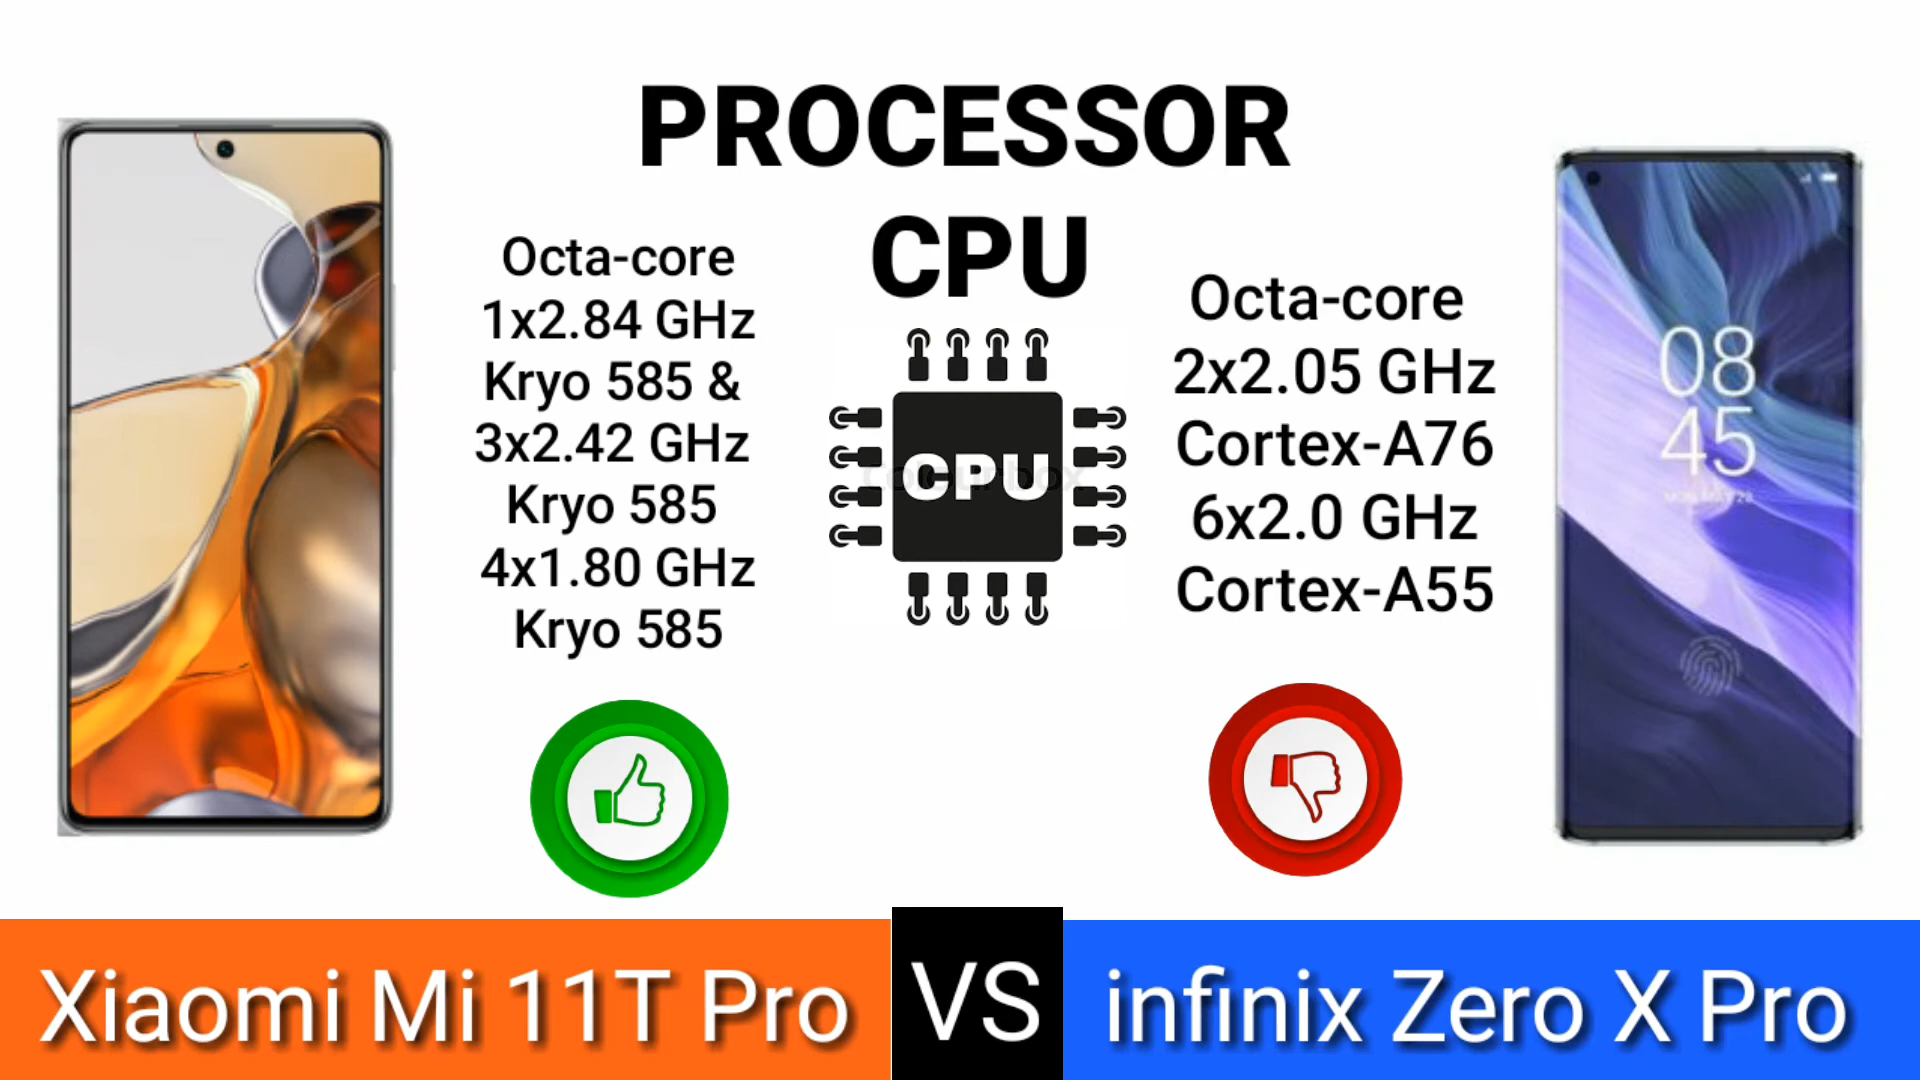 PROCESSOR
CPU
Octa-core
1x2.84 GHz
Kryo 585 &
3x2.42 GHz
Kryo 585
4x1.80 GHz
Kryo 585
CPU
Octa-core
2x2.05 GHz
Cortex-A76
6x2.0 GHz
Cortex-A55
08
45
Xiaomi Mi 11T Pro
VS
infinix Zero X Pro